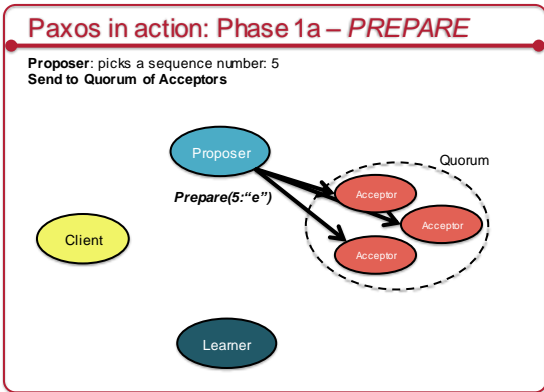 Paxos in action: Phase 1a – PREPARE
Proposer: picks a sequence number: 5
Send to Quorum of Acceptors
Proposer
Quorum
Prepare(5:“e”)
Acceptor
Acceptor
Client
Acceptor
Learner